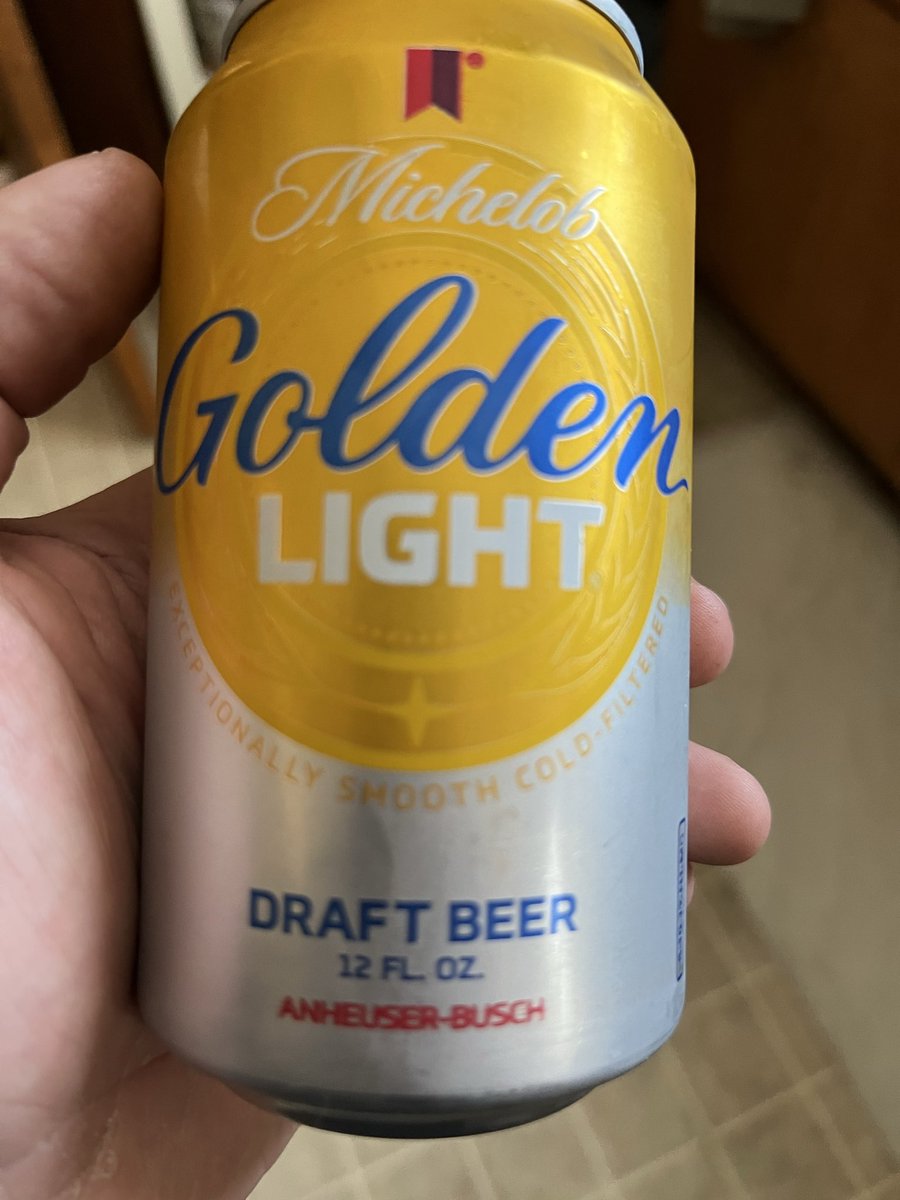 Michelob
Golden
LIGHT
EXCEPTIONALLY SMOOTH COLD-FILTERED
DRAFT BEER
12 FL. OZ.
ANHEUSER-BUSCH